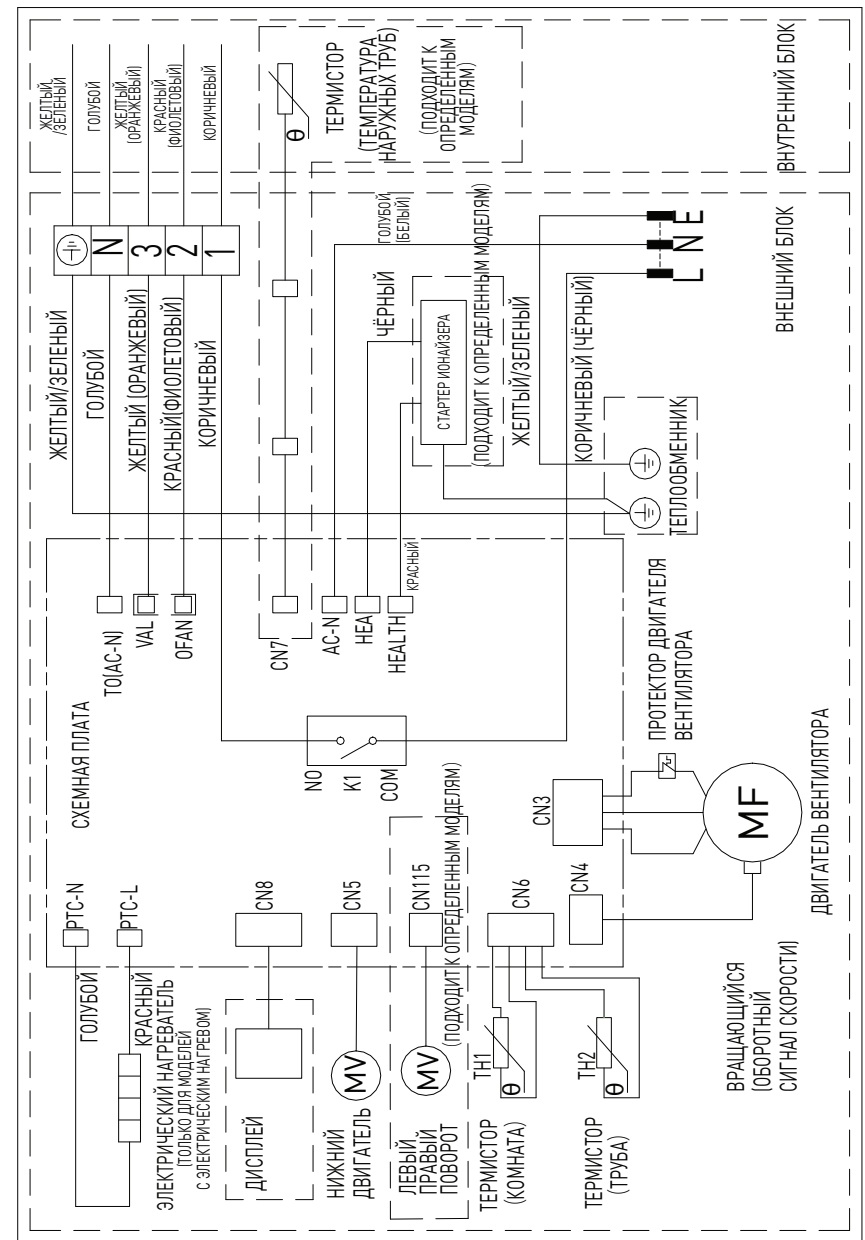 ЖЕЛТЫЙ
/ЗЕЛЕНЫЙ
ГОЛУБОЙ
ЖЕЛТЫЙ
(ОРАНЖЕВЫЙ)
КРАСНЫЙ
(ФИОЛЕТОВЫЙ)
КОРИЧНЕВЫЙ
θ
ТЕРМИСТОР
(ТЕМПЕРАТУРА
НАРУЖНЫХ ТРУБ)
(ПОДХОДИТ К
ОПРЕДЕЛЕННЫМ
МОДЕЛЯМ)
ВНУТРЕННИЙ БЛОК
N
3
2
1
ЖЕЛТЫЙ/ЗЕЛЕНЫЙ
ГОЛУБОЙ
ЖЕЛТЫЙ (ОРАНЖЕВЫЙ)
КРАСНЫЙ(ФИОЛЕТОВЫЙ)
КОРИЧНЕВЫЙ
ГОЛУБОЙ
(БЕЛЫЙ)
ЧЁРНЫЙ
СТАРТЕР ИОНАЙЗЕРА
(ПОДХОДИТ К ОПРЕДЕЛЕННЫМ МОДЕЛЯМ)
ЖЕЛТЫЙ/ЗЕЛЕНЫЙ
КОРИЧНЕВЫЙ (ЧЁРНЫЙ)
L N E
ВНЕШНИЙ БЛОК
ТЕПЛООБМЕННИК
СХЕМНАЯ ПЛАТА
TO(AC-N)
VAL
OFAN
CN7
AC-N
HEA
HEALTH
КРАСНЫЙ
NO
K1
COM
ПРОТЕКТОР ДВИГАТЕЛЯ
ВЕНТИЛЯТОРА
CN3
MF
ДВИГАТЕЛЬ ВЕНТИЛЯТОРА
PTC-N
PTC-L
CN8
CN5
CN115
(ПОДХОДИТ К ОПРЕДЕЛЕННЫМ МОДЕЛЯМ)
CN6
CN4
ГОЛУБОЙ
КРАСНЫЙ
ЭЛЕКТРИЧЕСКИЙ НАГРЕВАТЕЛЬ
(ТОЛЬКО ДЛЯ МОДЕЛЕЙ
С ЭЛЕКТРИЧЕСКИМ НАГРЕВОМ)
ДИСПЛЕЙ
MV
НИЖНИЙ
ДВИГАТЕЛЬ
MV
ЛЕВЫЙ
ПРАВЫЙ
ПОВОРОТ
TH1
θ
ТЕРМИСТОР
(КОМНАТА)
TH2
θ
ТЕРМИСТОР
(ТРУБА)
ВРАЩАЮЩИЙСЯ
(ОБОРОТНЫЙ
СИГНАЛ СКОРОСТИ)